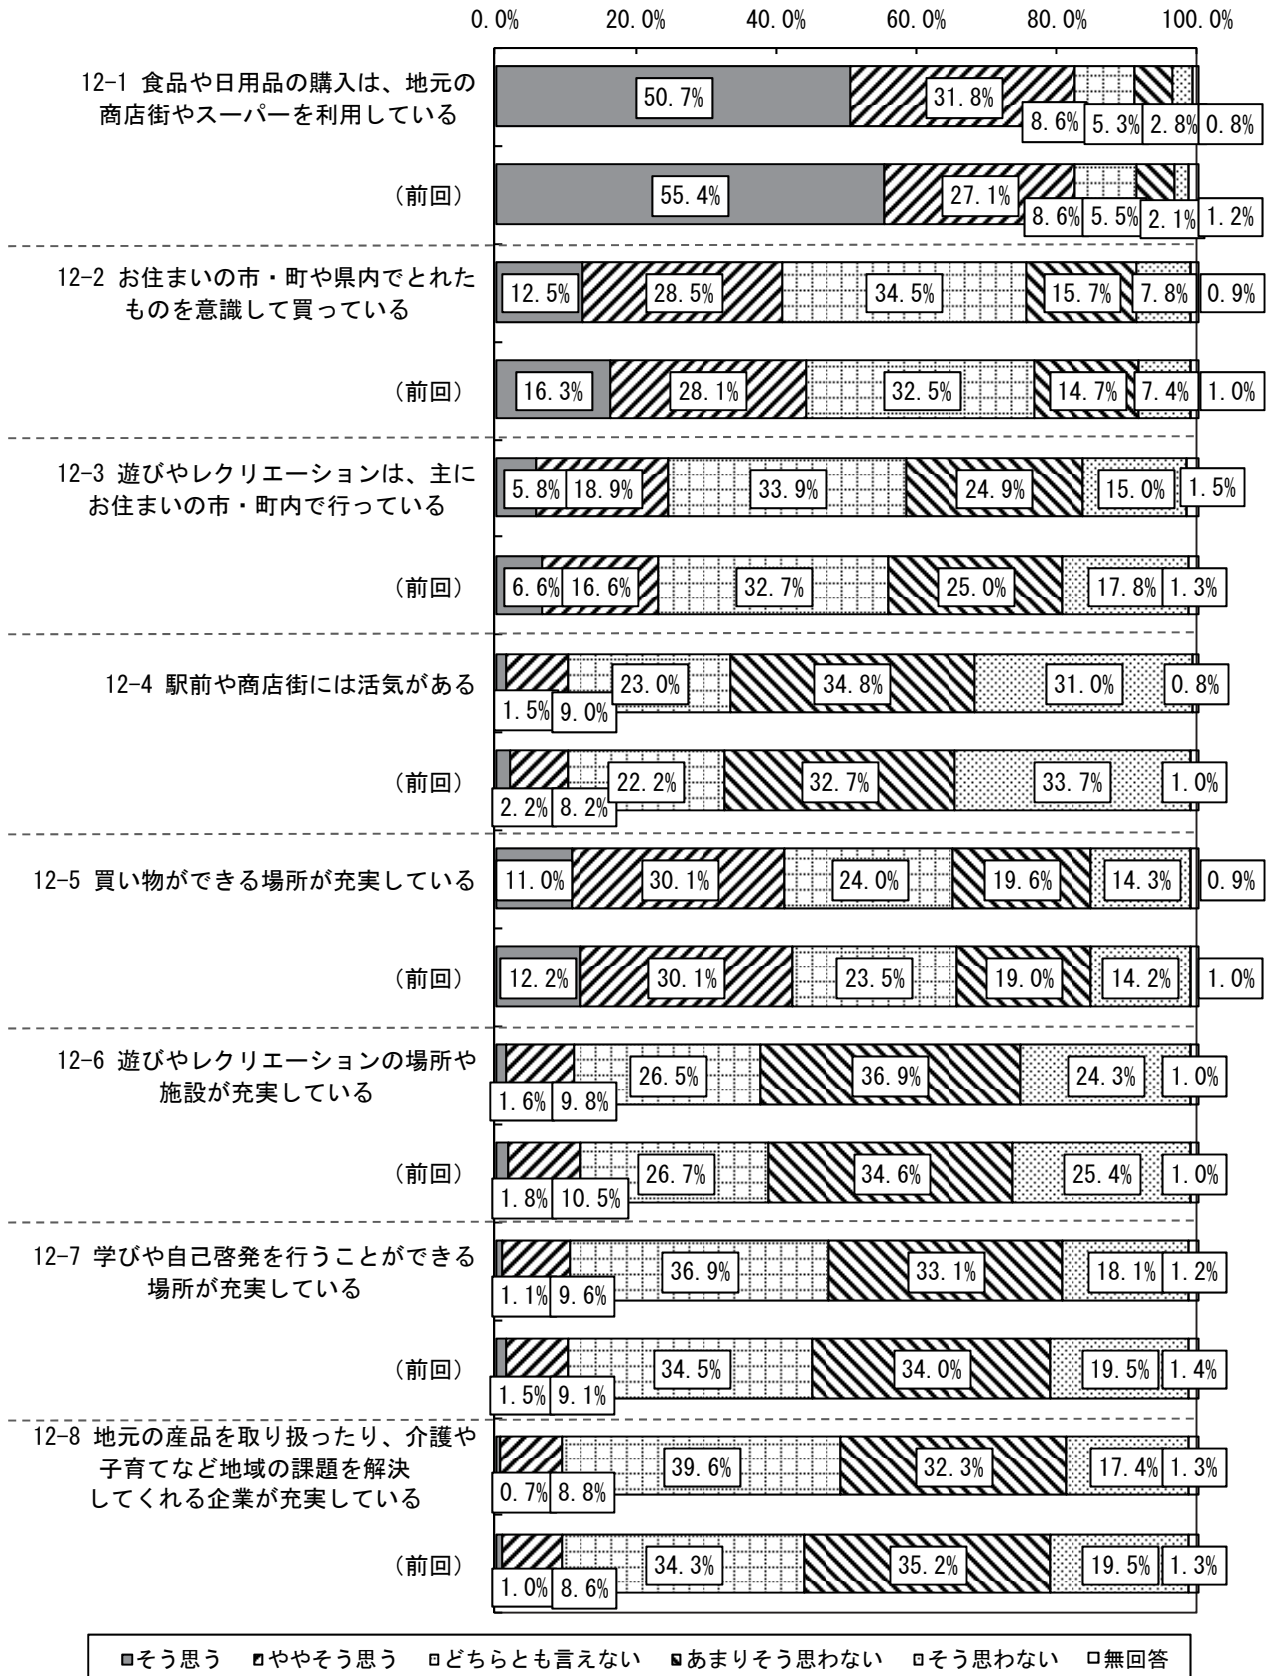 0.0% 20.0% 40.0% 60.0% 80.0% 100.0%
12-1 食品や日用品の購入は、地元の
商店街やスーパーを利用している
50.7% 31.8% 8.6% 5.3% 2.8% 0.8%
(前回)
55.4% 27.1% 8.6% 5.5% 2.1% 1.2%
12-2 お住まいの市・町や県内でとれた
ものを意識して買っている
12.5% 28.5% 34.5% 15.7% 7.8% 0.9%
(前回)
16.3% 28.1% 32.5% 14.7% 7.4% 1.0%
12-3 遊びやレクリエーションは、主に
お住まいの市・町内で行っている
5.8% 18.9% 33.9% 24.9% 15.0% 1.5%
(前回)
6.6% 16.6% 32.7% 25.0% 17.8% 1.3%
12-4 駅前や商店街には活気がある
1.5% 9.0% 23.0% 34.8% 31.0% 0.8%
(前回)
2.2% 8.2% 22.2% 32.7% 33.7% 1.0%
12-5 買い物ができる場所が充実している
11.0% 30.1% 24.0% 19.6% 14.3% 0.9%
(前回)
12.2% 30.1% 23.5% 19.0% 14.2% 1.0%
12-6 遊びやレクリエーションの場所や
施設が充実している
1.6% 9.8% 26.5% 36.9% 24.3% 1.0%
(前回)
1.8% 10.5% 26.7% 34.6% 25.4% 1.0%
12-7 学びや自己啓発を行うことができる
場所が充実している
1.1% 9.6% 36.9% 33.1% 18.1% 1.2%
(前回)
1.5% 9.1% 34.5% 34.0% 19.5% 1.4%
12-8 地元の産品を取り扱ったり、介護や
子育てなど地域の課題を解決
してくれる企業が充実している
0.7% 8.8% 39.6% 32.3% 17.4% 1.3%
(前回)
1.0% 8.6% 34.3% 35.2% 19.5% 1.3%
そう思う ややそう思う どちらとも言えない あまりそう思わない そう思わない 無回答